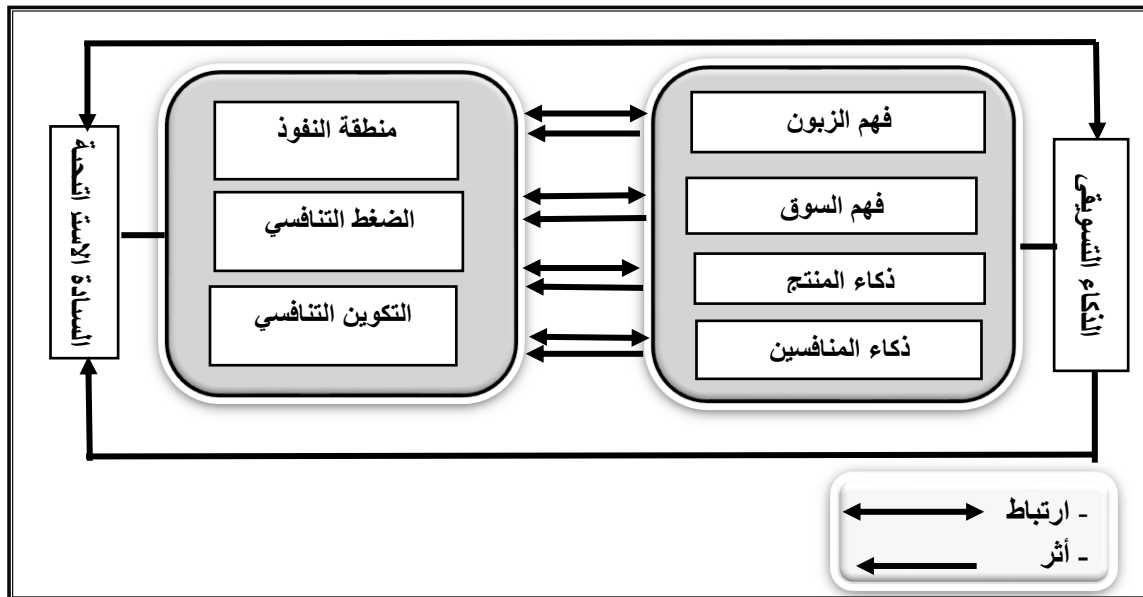 الذكاء التسويقي
فهم الزبون
فهم السوق
ذكاء المنتج
ذكاء المنافسين
منطقة النفوذ
الضغط التنافسي
التكوين التنافسي
السيادة الاستراتيجية
- ارتباط
- أثر